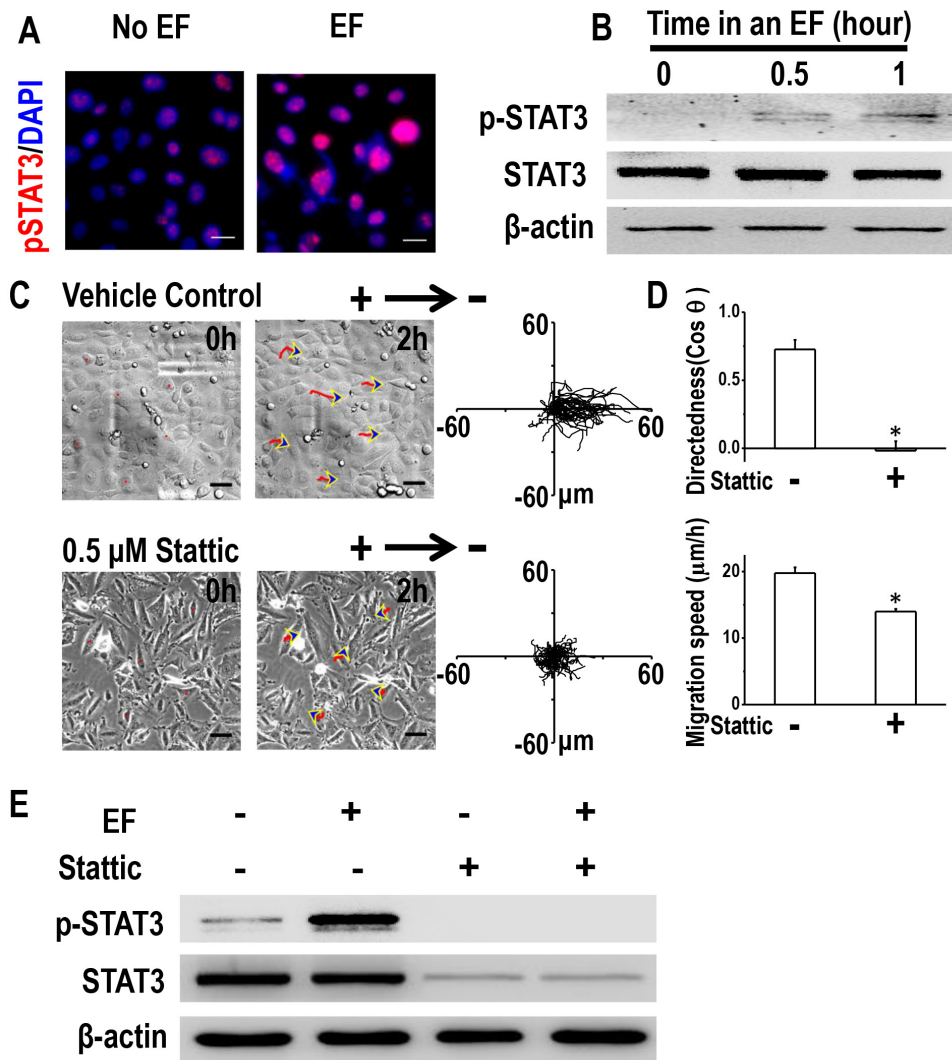 A
No EF
EF
pSTAT3/DAPI
B
Time in an EF (hour)
0
0.5
1
p-STAT3
STAT3
β-actin
C
Vehicle Control
+ → -
0h
2h
60
-60
60
-60
µm
0.5 µM Stattic
+ → -
0h
2h
60
-60
60
-60
µm
D
Directedness(Cos θ)
1.0
0.5
0.0
*
Stattic - +
Migration speed (µm/h)
20
10
0
*
Stattic - +
E
EF - + - +
Stattic - - + +
p-STAT3
STAT3
β-actin